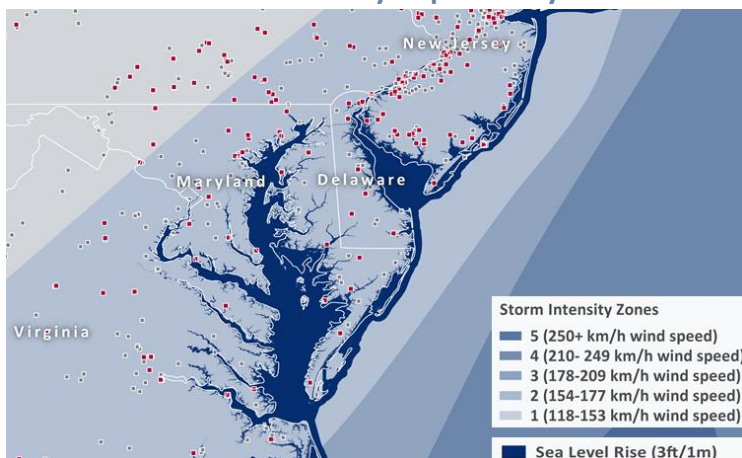 New Jersey
Maryland
Delaware
Virginia
Storm Intensity Zones
5 (250+ km/h wind speed)
4 (210- 249 km/h wind speed)
3 (178-209 km/h wind speed)
2 (154-177 km/h wind speed)
1 (118-153 km/h wind speed)
Sea Level Rise (3ft/1m)